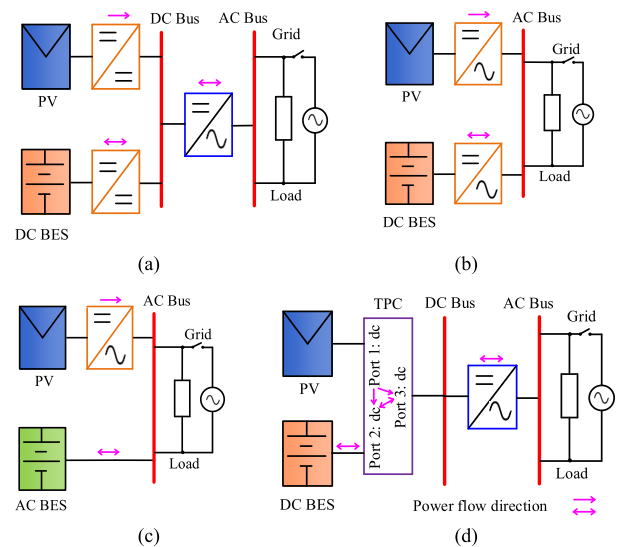 DC Bus
AC Bus
Grid
PV
DC BES
Load
(a)
AC Bus
Grid
PV
DC BES
Load
(b)
AC Bus
Grid
PV
Load
AC BES
(c)
TPC
DC Bus
AC Bus
Grid
PV
Port 1: dc
Port 2: dc
Port 3: dc
DC BES
Load
Power flow direction
(d)